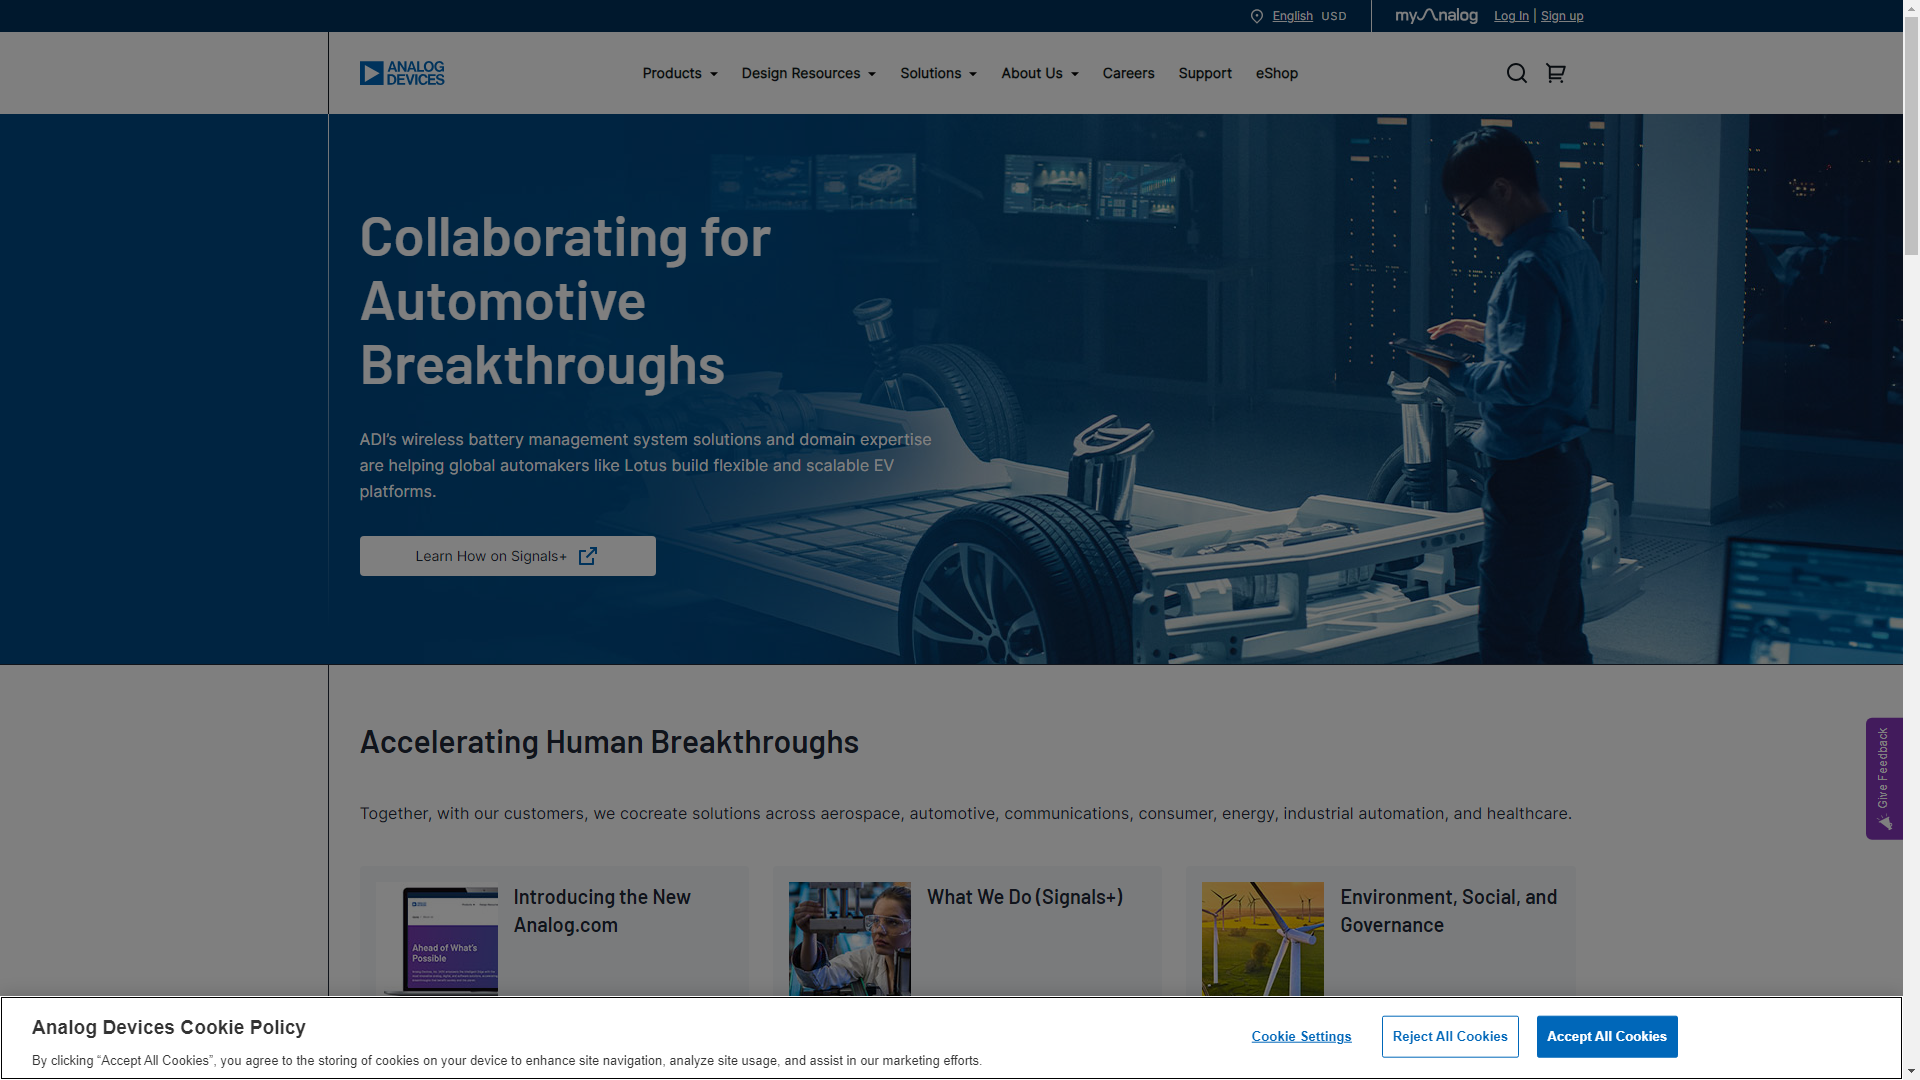 English USD
myAnalog Log In | Sign up
ANALOG
DEVICES
Products Design Resources Solutions About Us Careers Support eShop
Collaborating for
Automotive
Breakthroughs
ADI's wireless battery management system solutions and domain expertise
are helping global automakers like Lotus build flexible and scalable EV
platforms.
Learn How on Signals+
Give Feedback
Accelerating Human Breakthroughs
Together, with our customers, we cocreate solutions across aerospace, automotive, communications, consumer, energy, industrial automation, and healthcare.
Ahead of What's
Possible
Introducing the New
Analog.com
What We Do (Signals+)
Environment, Social, and
Governance
Analog Devices Cookie Policy
By clicking “Accept All Cookies”, you agree to the storing of cookies on your device to enhance site navigation, analyze site usage, and assist in our marketing efforts.
Cookie Settings
Reject All Cookies
Accept All Cookies